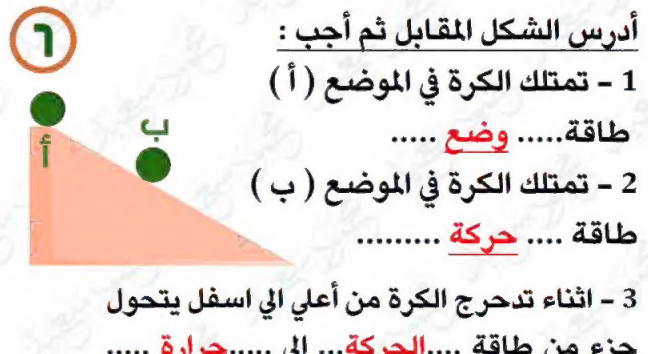 ٦
أدرس الشكل المقابل ثم أجب :
1 - تمتلك الكرة في الموضع ( أ )
طاقة..... وضع .....
2 - تمتلك الكرة في الموضع ( ب )
طاقة .... حركة .........
أ
ب
3 - اثناء تدحرج الكرة من أعلي الي اسفل يتحول
جزء من طاقة ....الحركة... الى .....حرارة .....